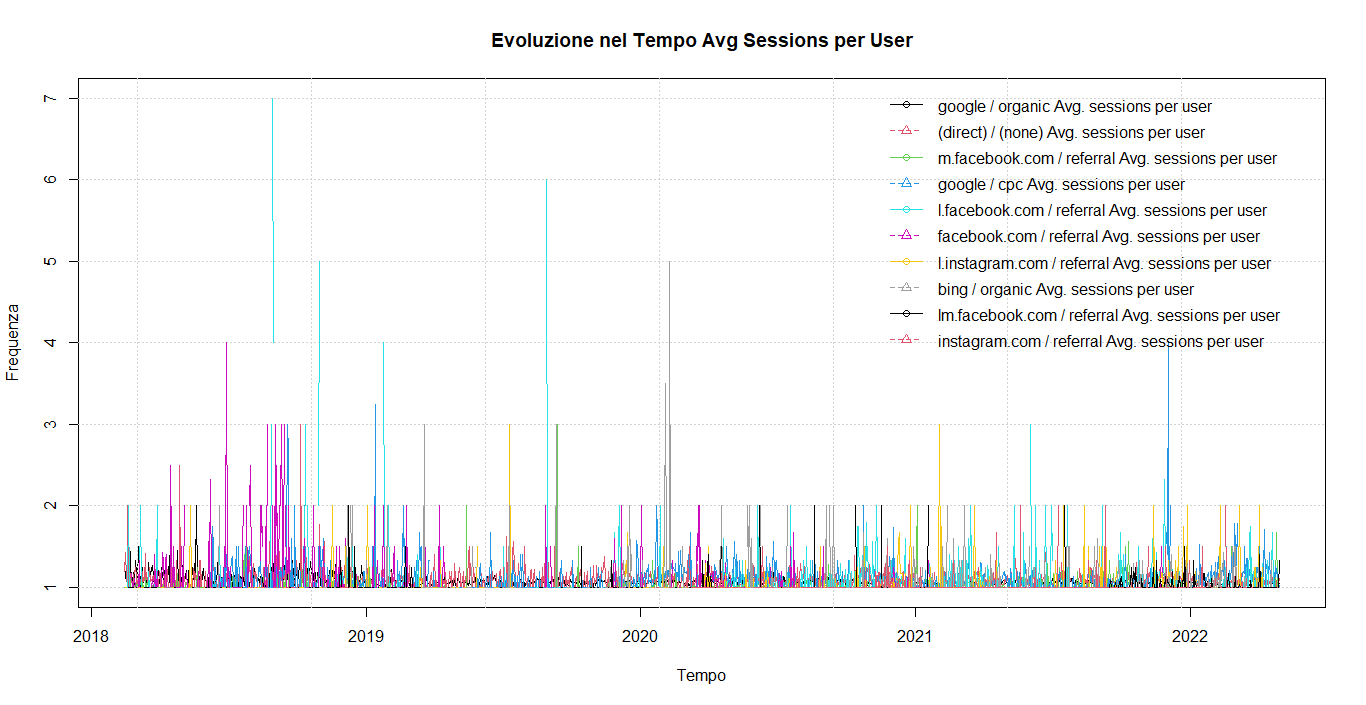 Evoluzione nel Tempo Avg Sessions per User
Frequenza
7
6
5
4
3
2
1
google / organic Avg. sessions per user
(direct) / (none) Avg. sessions per user
m.facebook.com / referral Avg. sessions per user
google / cpc Avg. sessions per user
l.facebook.com / referral Avg. sessions per user
facebook.com / referral Avg. sessions per user
l.instagram.com / referral Avg. sessions per user
bing / organic Avg. sessions per user
lm.facebook.com / referral Avg. sessions per user
instagram.com / referral Avg. sessions per user
2018 2019 2020 2021 2022
Tempo